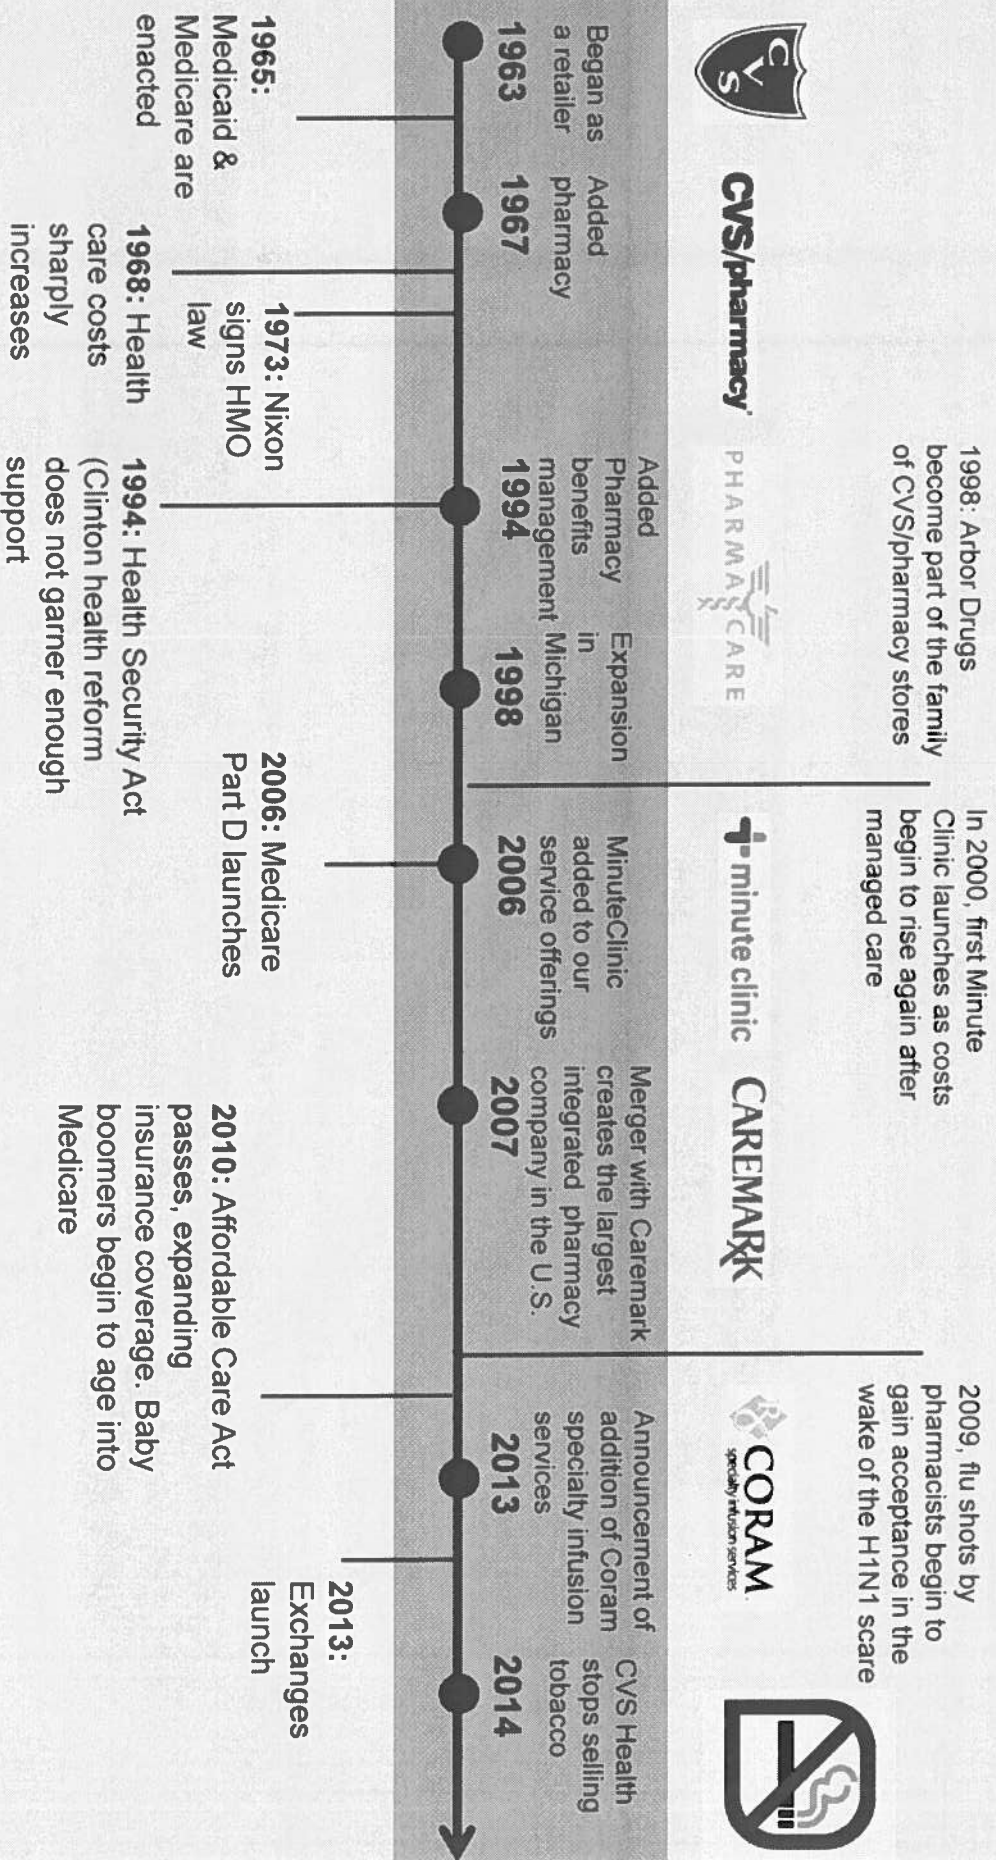 1998: Arbor Drugs
become part of the family
of CVS/pharmacy stores
In 2000, first Minute
Clinic launches as costs
begin to rise again after
managed care
2009, flu shots by
pharmacists begin to
gain acceptance in the
wake of the H1N1 scare
CVS
CVS/pharmacy
PHARMACARE
minute clinic
CAREMARK
CORAM
specialty infusion services
Began as
a retailer
1963
Added
pharmacy
1967
Added
Pharmacy
benefits
management
1994
Expansion
in
Michigan
1998
MinuteClinic
added to our
service offerings
2006
Merger with Caremark
creates the largest
integrated pharmacy
company in the U.S.
2007
Announcement of
addition of Coram
specialty infusion
services
2013
CVS Health
stops selling
tobacco
2014
1965:
Medicaid &
Medicare are
enacted
1968: Health
care costs
sharply
increases
1973: Nixon
signs HMO
law
1994: Health Security Act
(Clinton health reform
does not garner enough
support
2006: Medicare
Part D launches
2010: Affordable Care Act
passes, expanding
insurance coverage. Baby
boomers begin to age into
Medicare
2013:
Exchanges
launch